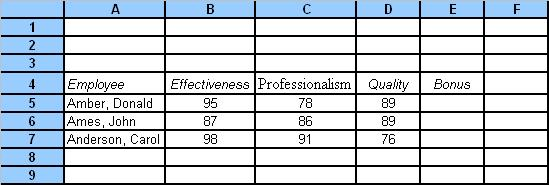 A B C D E F
1
2
3
4 Employee Effectiveness Professionalism Quality Bonus
5 Amber, Donald 95 78 89
6 Ames, John 87 86 89
7 Anderson, Carol 98 91 76
8
9